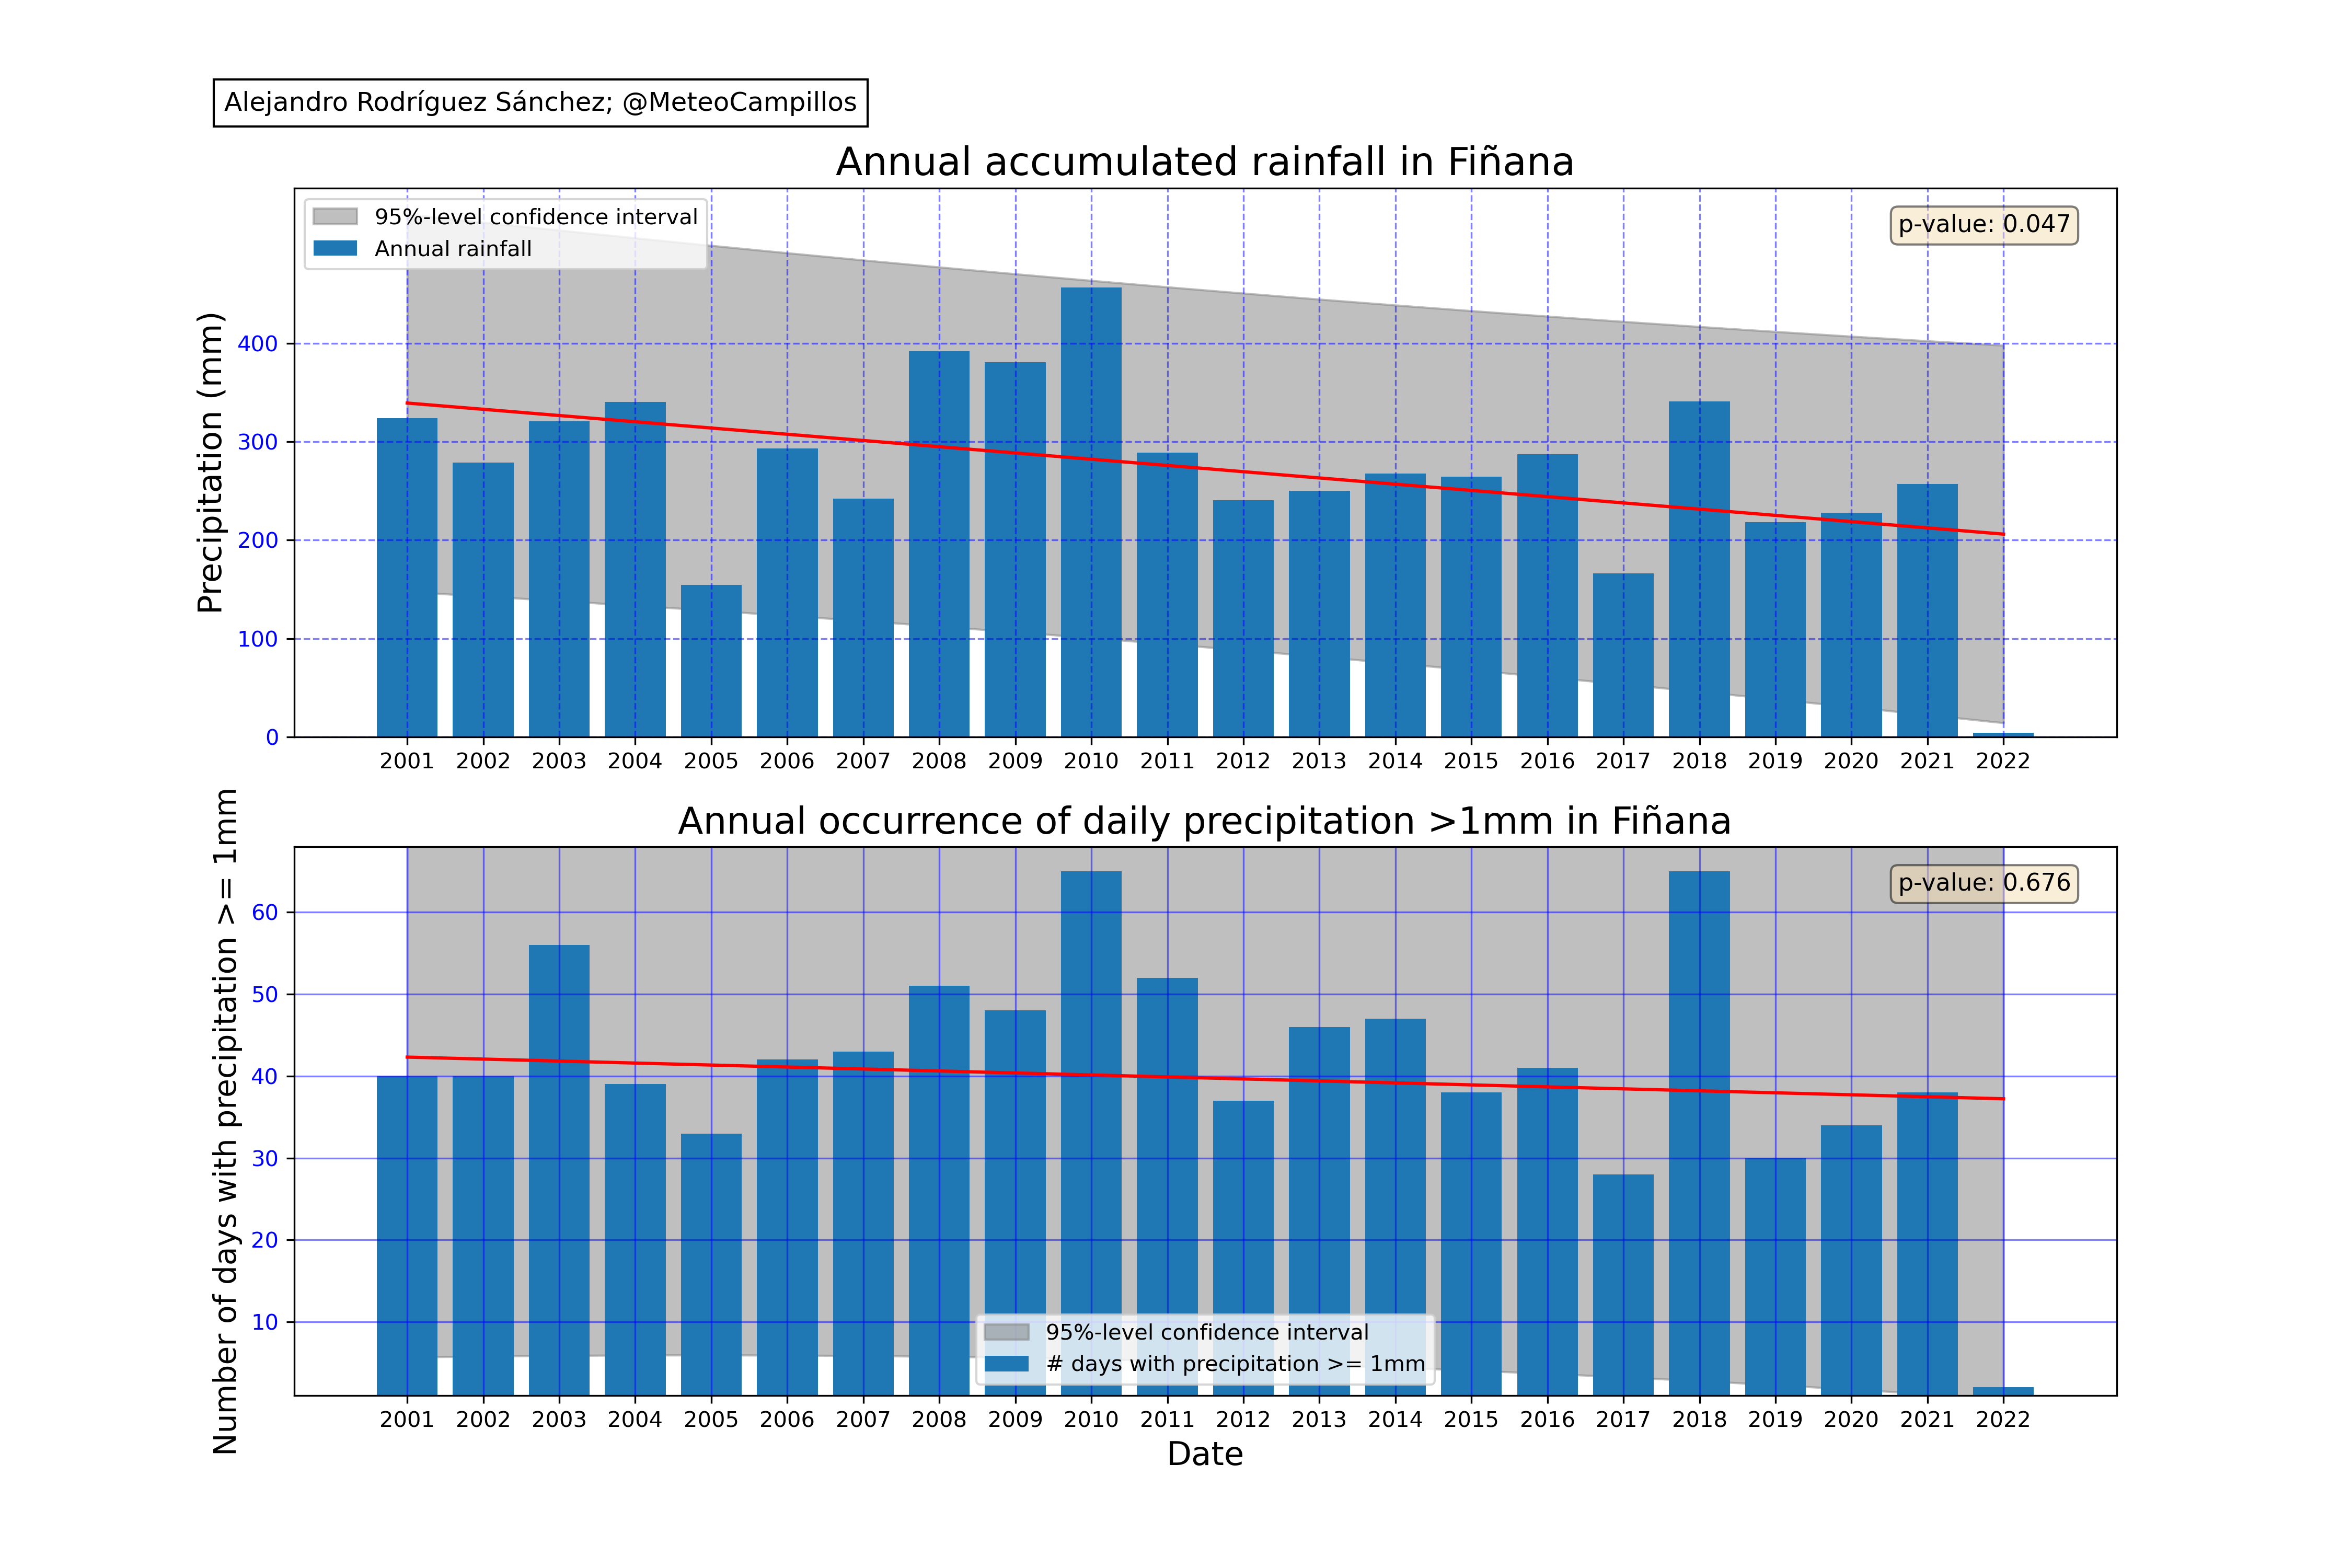 Alejandro Rodríguez Sánchez; @MeteoCampillos
Annual accumulated rainfall in Fiñana
95%-level confidence interval
Annual rainfall
p-value: 0.047
Precipitation (mm)
400
300
200
100
0
2001 2002 2003 2004 2005 2006 2007 2008 2009 2010 2011 2012 2013 2014 2015 2016 2017 2018 2019 2020 2021 2022
Annual occurrence of daily precipitation >1mm in Fiñana
p-value: 0.676
Number of days with precipitation >= 1mm
60
50
40
30
20
10
95%-level confidence interval
# days with precipitation >= 1mm
2001 2002 2003 2004 2005 2006 2007 2008 2009 2010 2011 2012 2013 2014 2015 2016 2017 2018 2019 2020 2021 2022
Date